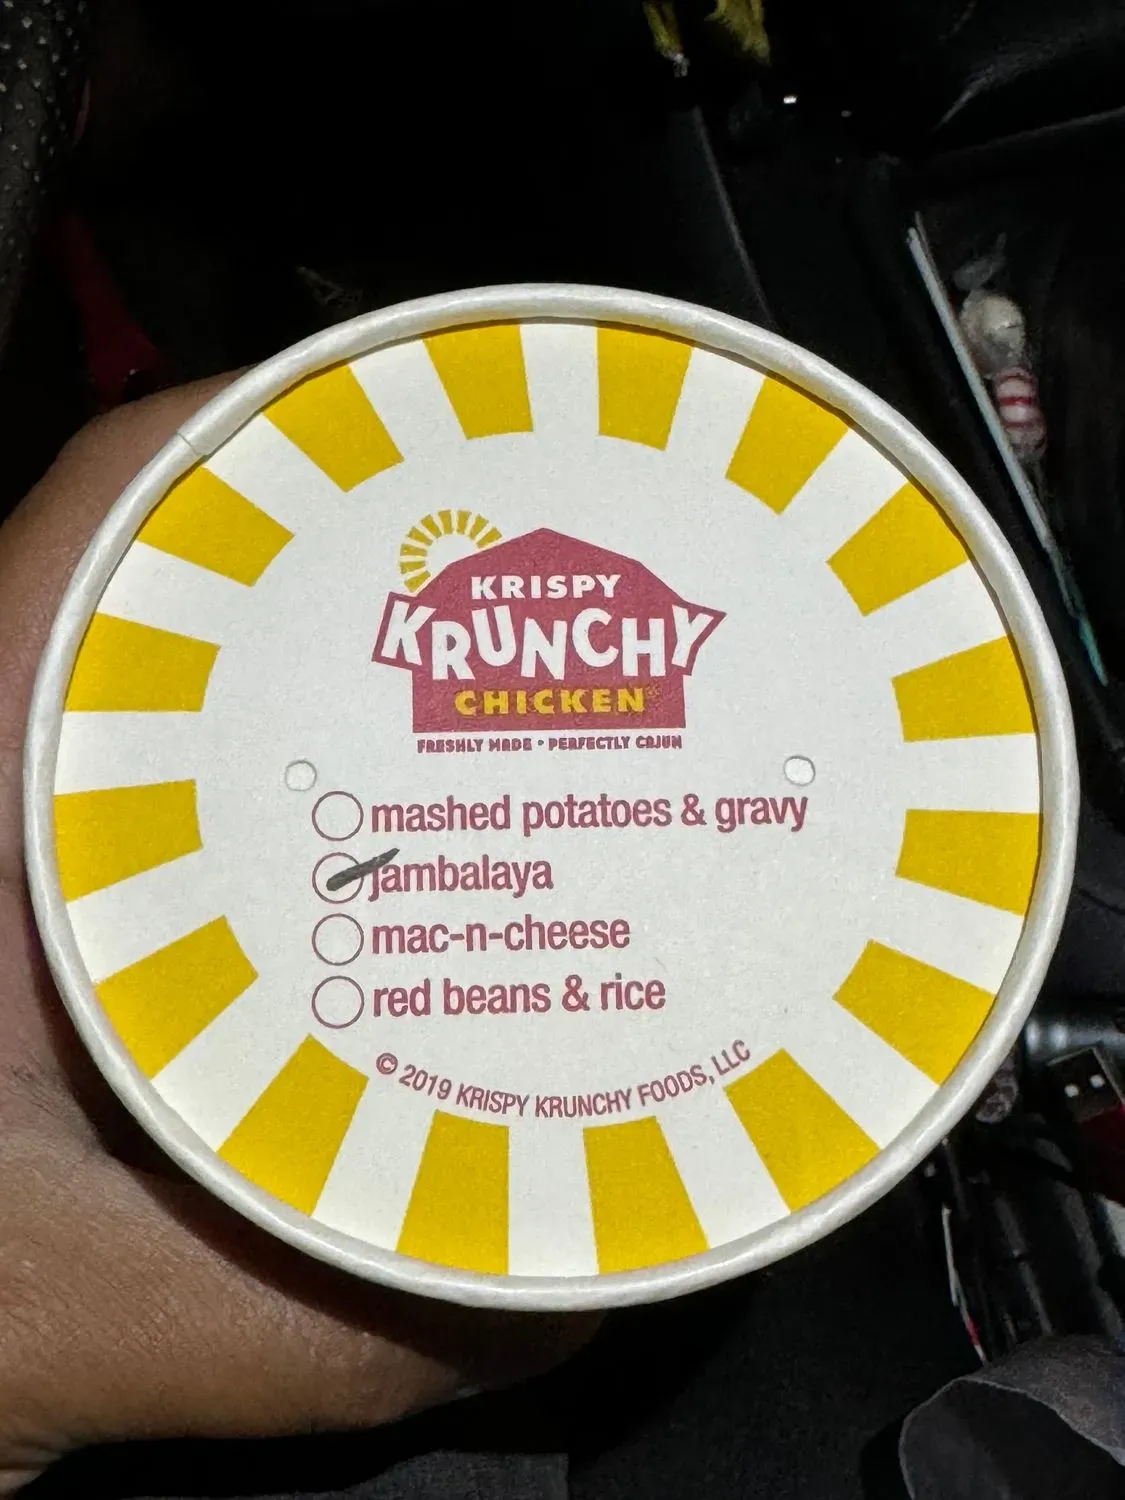 KRISPY
KRUNCHY
CHICKEN®
FRESHLY MADE • PERFECTLY CAJUN
mashed potatoes & gravy
jambalaya
mac-n-cheese
red beans & rice
© 2019 KRISPY KRUNCHY FOODS, LLC